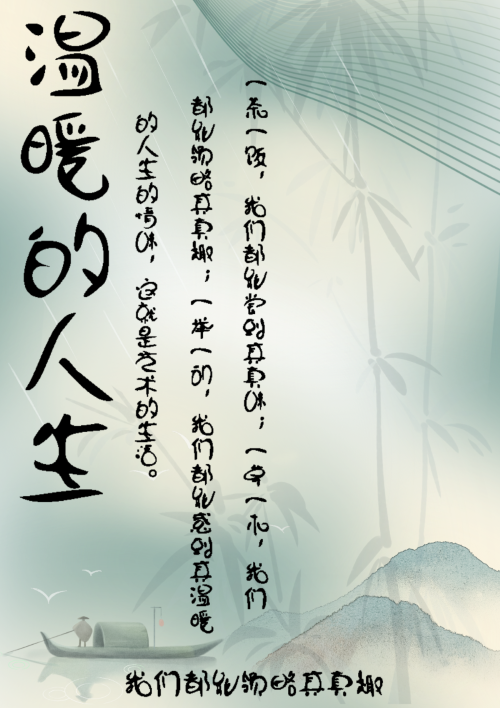 温暖的人生
一茶一饭，我们都能尝到其真味；一草一木，我们
都能领略其真趣；一举一动，我们都能感到其温暖
的人生的情味，这就是艺术的生活。
我们都能领略其真趣